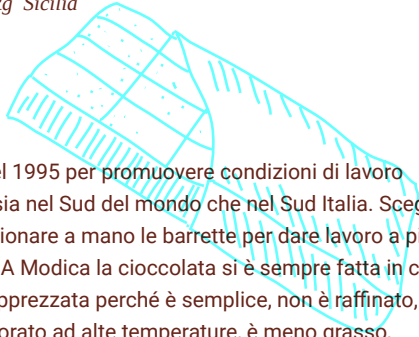 Sicilia
el 1995 per promuovere condizioni di lavoro
sia nel Sud del mondo che nel Sud Italia. Sceg
ionare a mano le barrette per dare lavoro a pi
A Modica la cioccolata si è sempre fatta in c
pprezzata perché è semplice, non è raffinato,
orato ad alte temperature, è meno grasso.